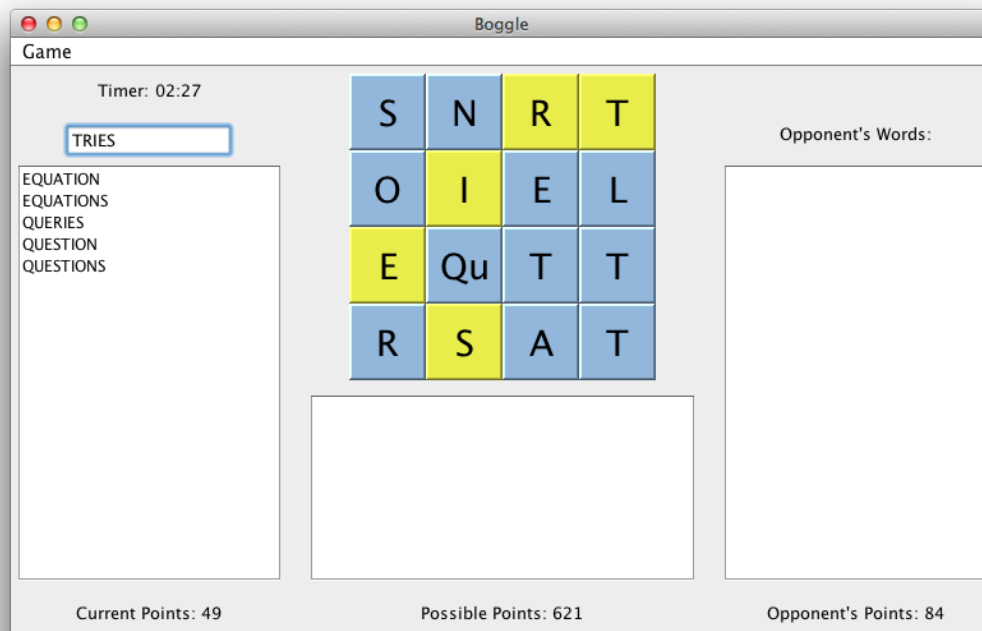 Boggle
Game
Timer: 02:27
TRIES
EQUATION
EQUATIONS
QUERIES
QUESTION
QUESTIONS
Current Points: 49
S N R T
O I E L
E Qu T T
R S A T
Possible Points: 621
Opponent's Words:
Opponent's Points: 84